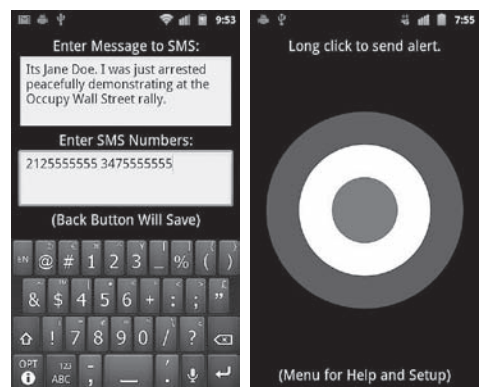 9:53
Enter Message to SMS:
Its Jane Doe. I was just arrested
peacefully demonstrating at the
Occupy Wall Street rally.
Enter SMS Numbers:
2125555555 3475555555
(Back Button Will Save)
EN @ # 1 2 3 _ % ( )
& $ 4 5 6 + : ; "
! 7 8 9 0 / ?
OPT 123 ABC - ; .
7:55
Long click to send alert.
(Menu for Help and Setup)